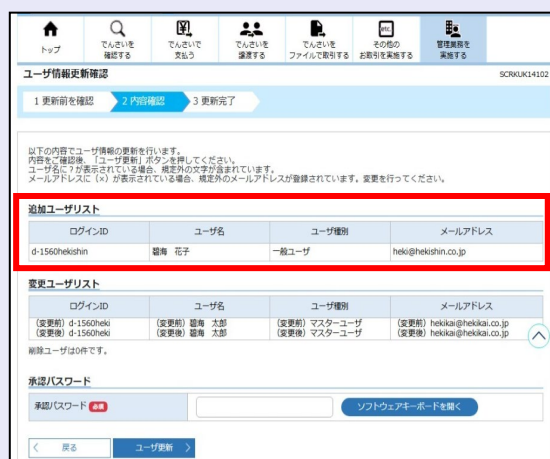 トップ
でんさいを
確認する
でんさいで
支払う
でんさいを
譲渡する
でんさいを
ファイルで取引する
etc.
その他の
お取引を実施する
管理業務を
実施する
ユーザ情報更新確認
SCRKUK14102
1 更新前を確認
2 内容確認
3 更新完了
以下の内容でユーザ情報の更新を行います。
内容をご確認後、「ユーザ更新」ボタンを押してください。
ユーザ名に?が表示されている場合、規定外の文字が含まれています。
メールアドレスに(×)が表示されている場合、規定外のメールアドレスが登録されています。変更を行ってください。
追加ユーザリスト
ログインID ユーザ名 ユーザ種別 メールアドレス
d-1560hekishin 碧海 花子 一般ユーザ heki@hekishin.co.jp
変更ユーザリスト
ログインID ユーザ名 ユーザ種別 メールアドレス
(変更前) d-1560heki (変更前) 碧海 太郎 (変更前) マスターユーザ (変更前) hekikai@hekikai.co.jp
(変更後) d-1560heki (変更後) 碧海 太郎 (変更後) マスターユーザ (変更後) hekikai@hekikai.co.jp
削除ユーザは0件です。
承認パスワード
承認パスワード 必須 ソフトウェアキーボードを開く
戻る ユーザ更新